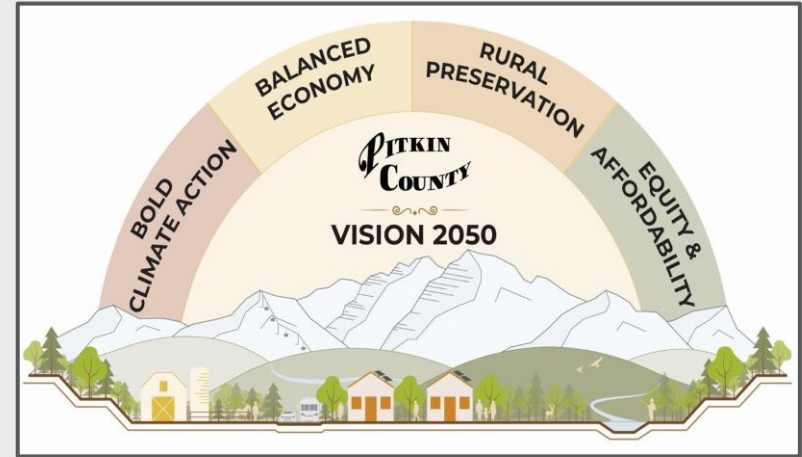 BOLD
CLIMATE ACTION
BALANCED
ECONOMY
RURAL
PRESERVATION
EQUITY &
AFFORDABILITY
PITKIN
COUNTY
VISION 2050